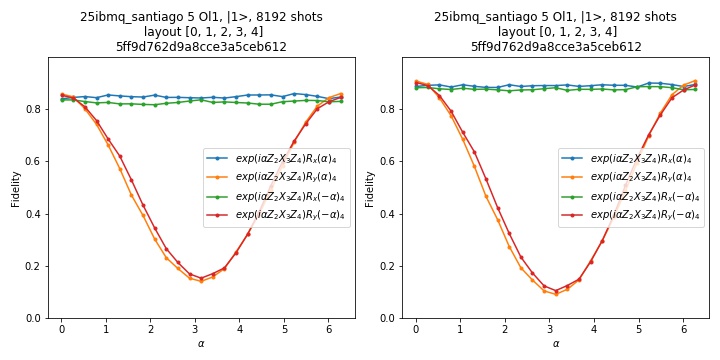 25ibmq_santiago 5 Ol1, |1>, 8192 shots
layout [0, 1, 2, 3, 4]
5ff9d762d9a8cce3a5ceb612
Fidelity
0.8
0.6
0.4
0.2
0.0
exp(iαZ₂X₃Z₄)Rₓ(α)₄
exp(iαZ₂X₃Z₄)Rᵧ(α)₄
exp(iαZ₂X₃Z₄)Rₓ(−α)₄
exp(iαZ₂X₃Z₄)Rᵧ(−α)₄
0 1 2 3 4 5 6
α
25ibmq_santiago 5 Ol1, |1>, 8192 shots
layout [0, 1, 2, 3, 4]
5ff9d762d9a8cce3a5ceb612
Fidelity
0.8
0.6
0.4
0.2
0.0
exp(iαZ₂X₃Z₄)Rₓ(α)₄
exp(iαZ₂X₃Z₄)Rᵧ(α)₄
exp(iαZ₂X₃Z₄)Rₓ(−α)₄
exp(iαZ₂X₃Z₄)Rᵧ(−α)₄
0 1 2 3 4 5 6
α